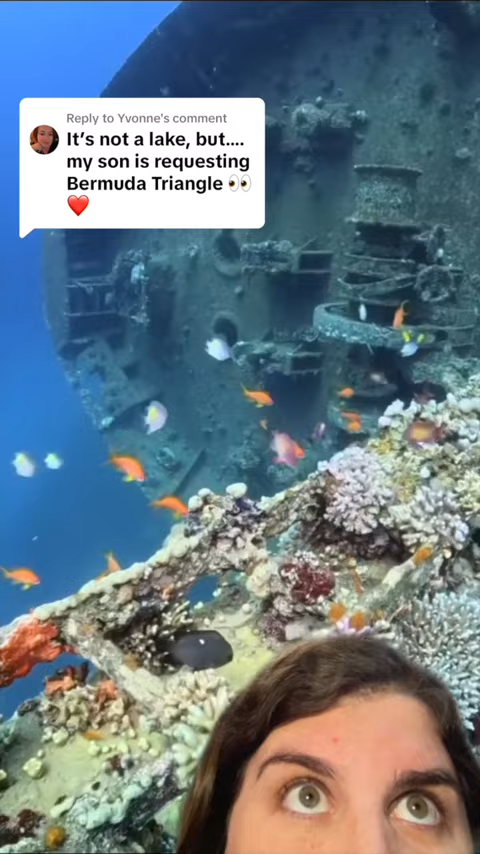 Reply to Yvonne's comment
It’s not a lake, but....
my son is requesting
Bermuda Triangle 👀
❤️